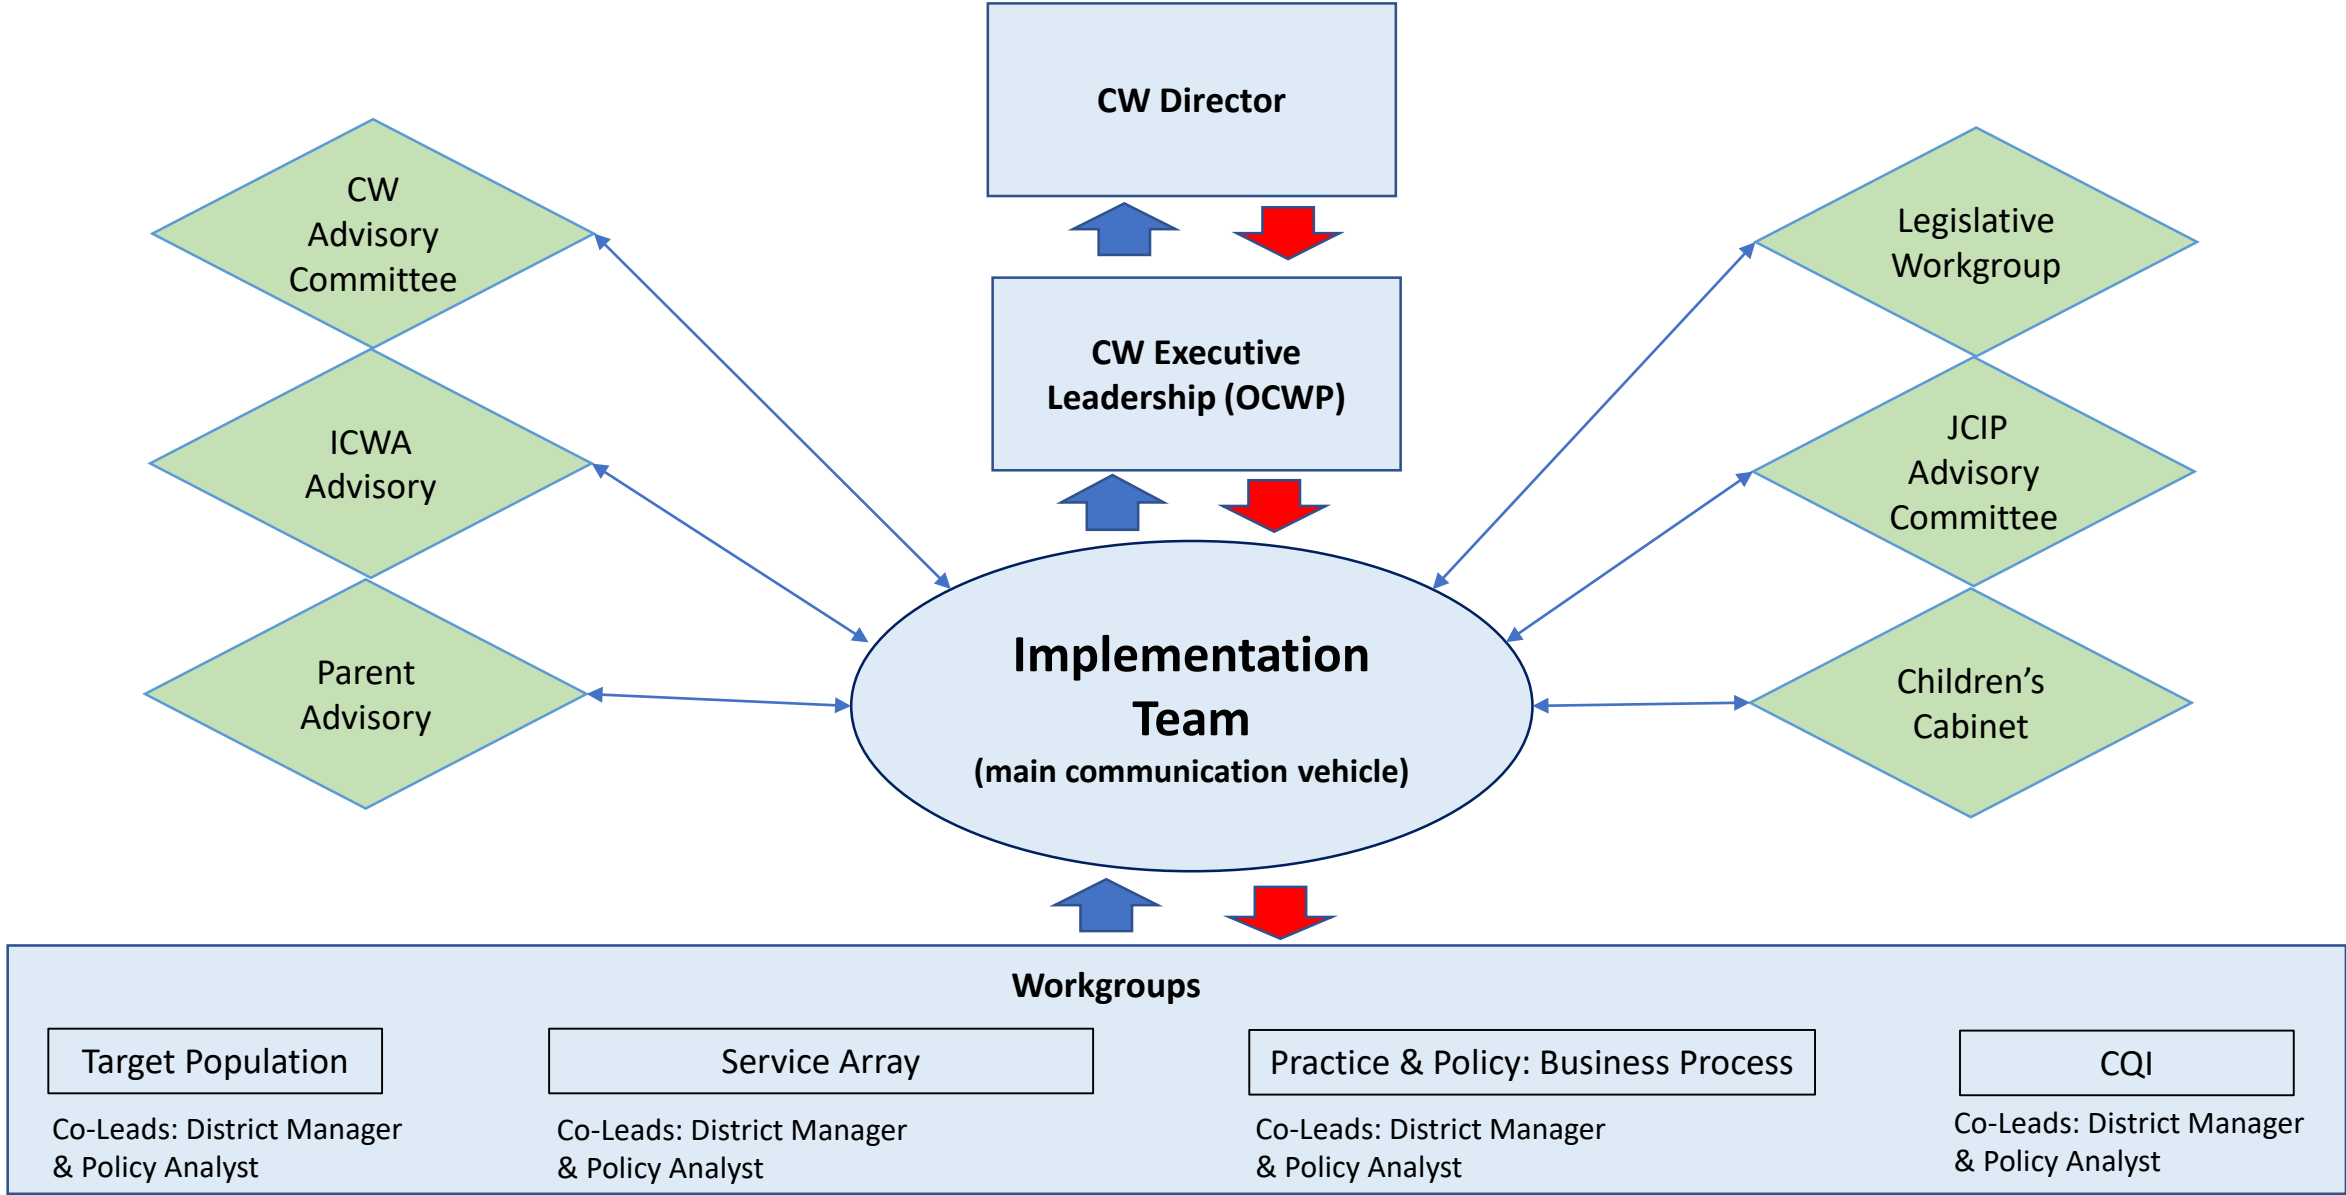 CW Director
CW
Advisory
Committee
Legislative
Workgroup
CW Executive
Leadership (OCWP)
ICWA
Advisory
JCIP
Advisory
Committee
Parent
Advisory
Implementation
Team
(main communication vehicle)
Children’s
Cabinet
Workgroups
Target Population
Co-Leads: District Manager
& Policy Analyst
Service Array
Co-Leads: District Manager
& Policy Analyst
Practice & Policy: Business Process
Co-Leads: District Manager
& Policy Analyst
CQI
Co-Leads: District Manager
& Policy Analyst